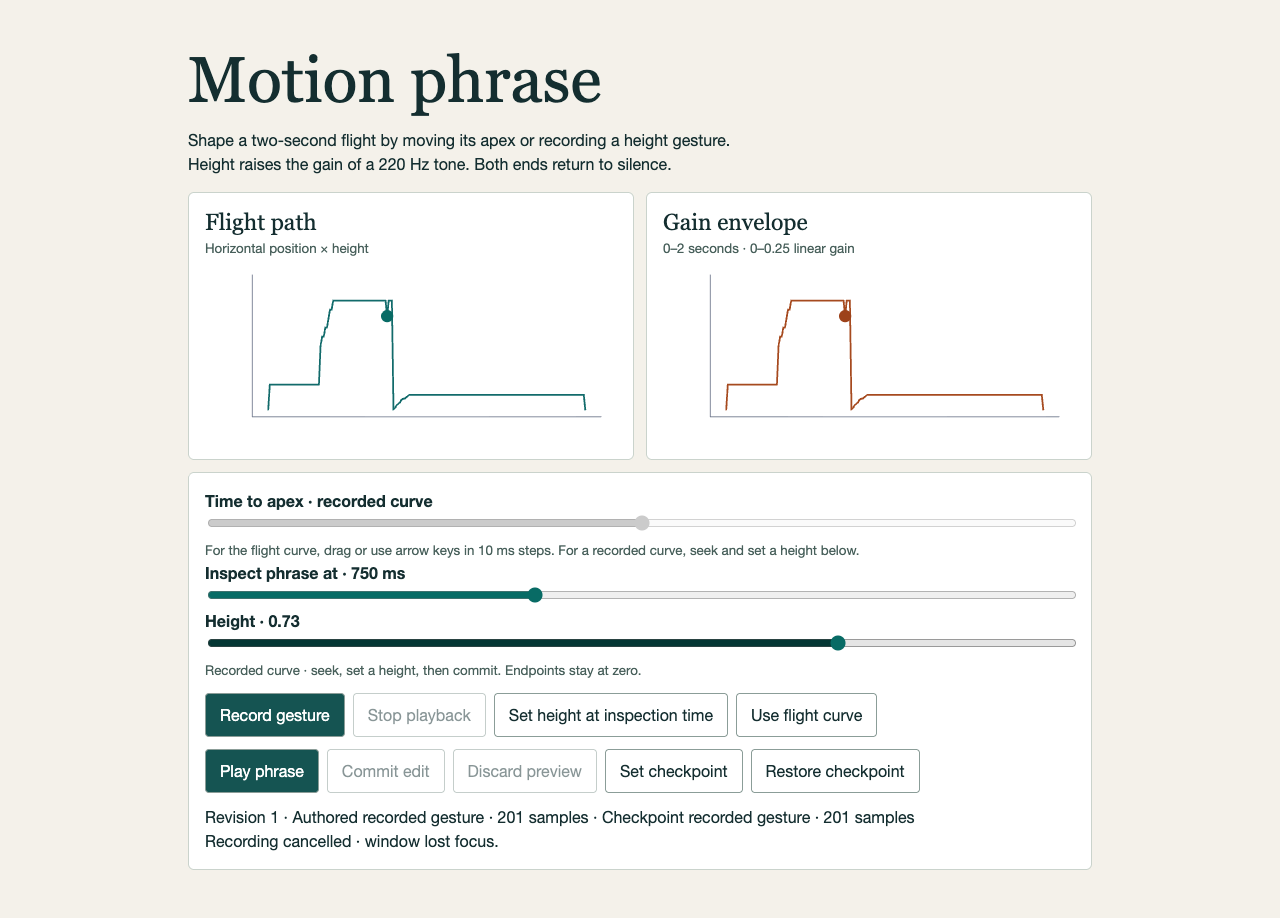 Motion phrase
Shape a two-second flight by moving its apex or recording a height gesture.
Height raises the gain of a 220 Hz tone. Both ends return to silence.
Flight path
Horizontal position × height
Gain envelope
0–2 seconds · 0–0.25 linear gain
Time to apex · recorded curve
For the flight curve, drag or use arrow keys in 10 ms steps. For a recorded curve, seek and set a height below.
Inspect phrase at · 750 ms
Height · 0.73
Recorded curve · seek, set a height, then commit. Endpoints stay at zero.
Record gesture
Stop playback
Set height at inspection time
Use flight curve
Play phrase
Commit edit
Discard preview
Set checkpoint
Restore checkpoint
Revision 1 · Authored recorded gesture · 201 samples · Checkpoint recorded gesture · 201 samples
Recording cancelled · window lost focus.